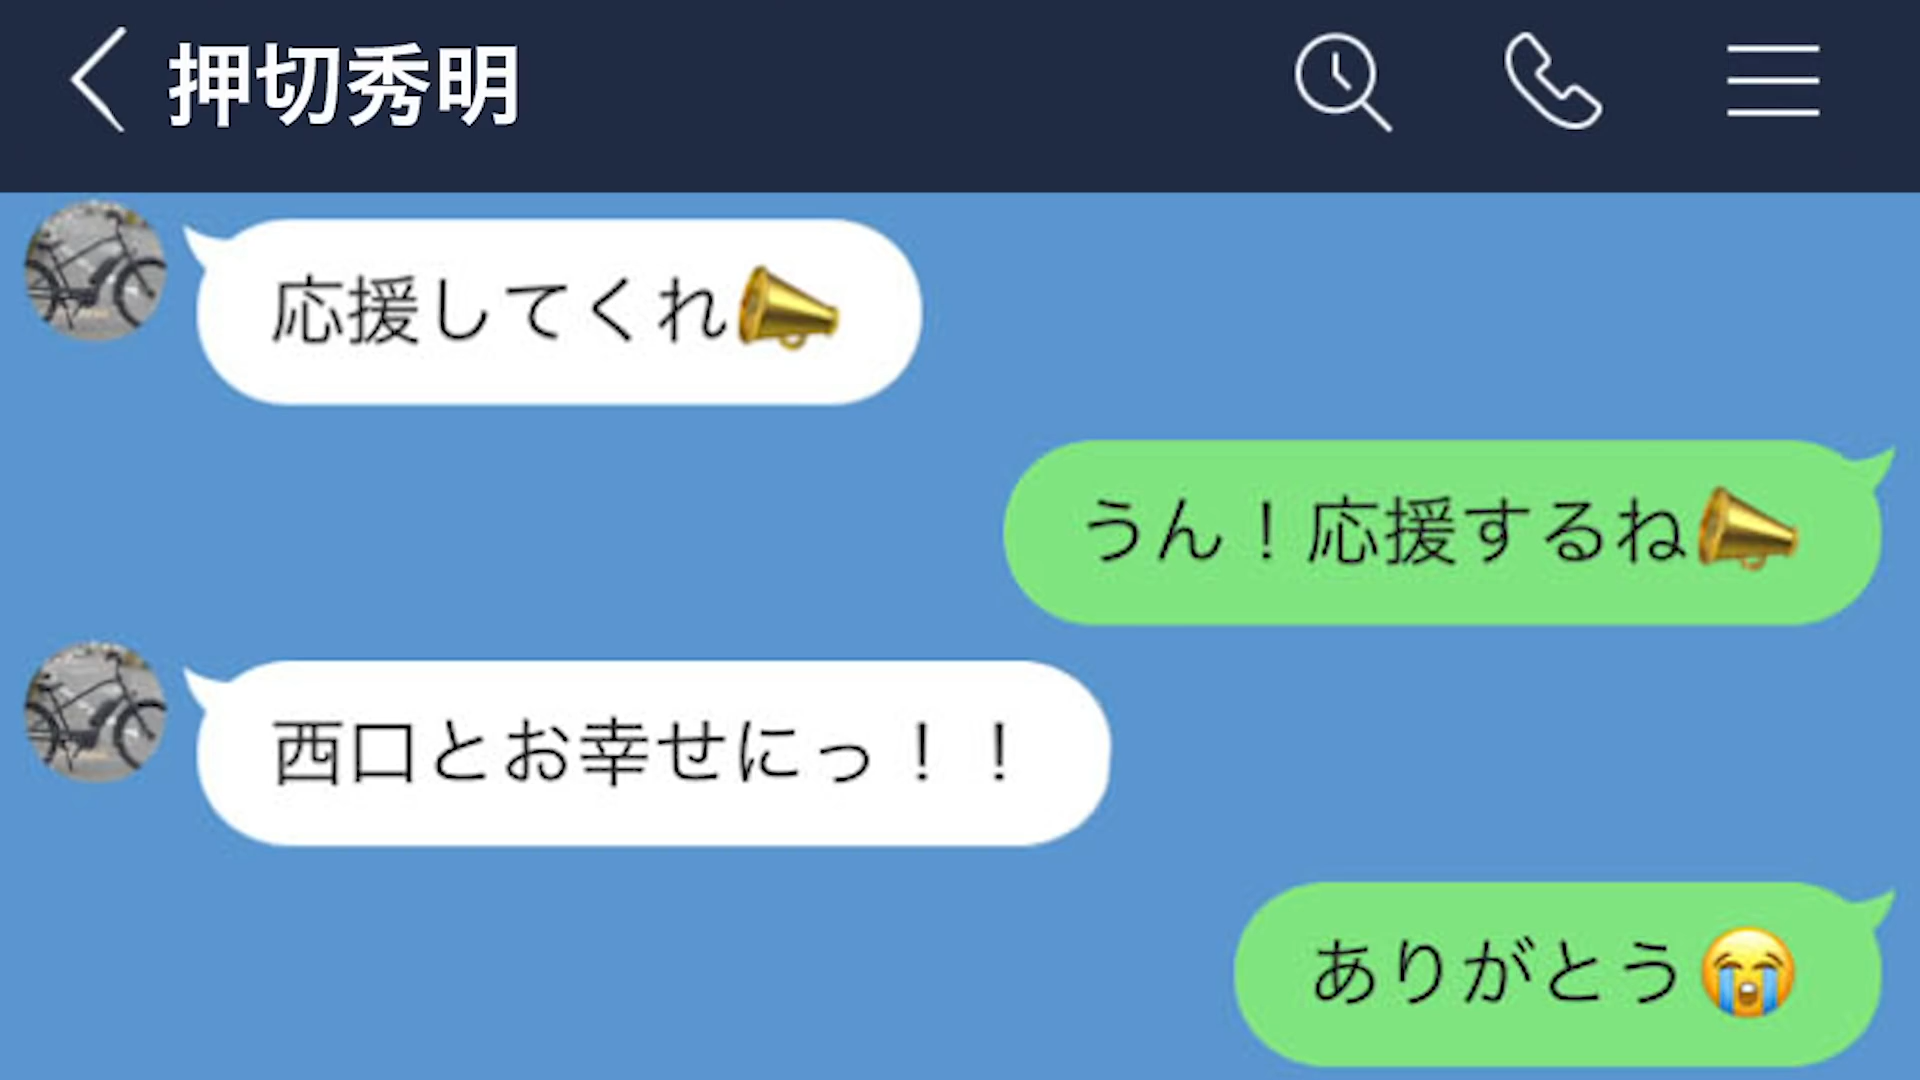 押切秀明
応援してくれ📣
うん！応援するね📣
西口とお幸せにっ！！
ありがとう😭